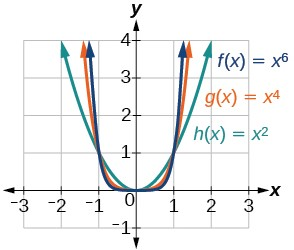 y
4
f(x) = x⁶
3
g(x) = x⁴
2
h(x) = x²
1
x
-3 -2 -1 0 1 2 3
-1